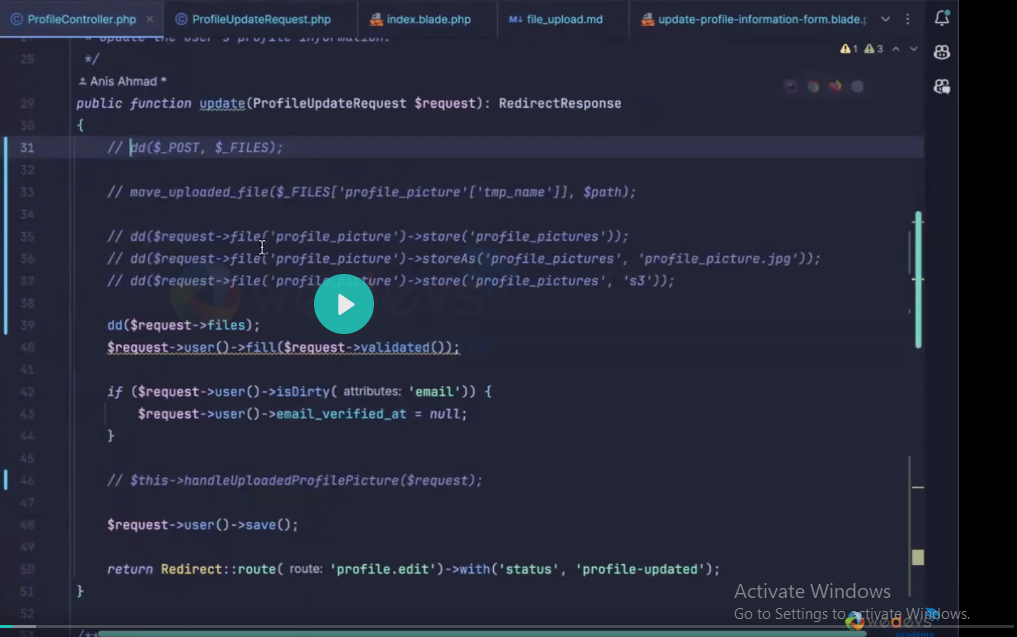 ProfileController.php × ProfileUpdateRequest.php index.blade.php M↓ file_upload.md update-profile-information-form.blade.p
27 * Update the user's profile information.
28 */
Anis Ahmad *
1 3
29 public function update(ProfileUpdateRequest $request): RedirectResponse
30 {
31 // dd($_POST, $_FILES);
32
33 // move_uploaded_file($_FILES['profile_picture'['tmp_name']], $path);
34
35 // dd($request->file('profile_picture')->store('profile_pictures'));
36 // dd($request->file('profile_picture')->storeAs('profile_pictures', 'profile_picture.jpg'));
37 // dd($request->file('profile_picture')->store('profile_pictures', 's3'));
38
39 dd($request->files);
40 $request->user()->fill($request->validated());
41
42 if ($request->user()->isDirty( attributes: 'email')) {
43 $request->user()->email_verified_at = null;
44 }
45
46 // $this->handleUploadedProfilePicture($request);
47
48 $request->user()->save();
49
50 return Redirect::route( route: 'profile.edit')->with('status', 'profile-updated');
51 }
52
53 /**
Activate Windows
Go to Settings to activate Windows.
wedevs
academy